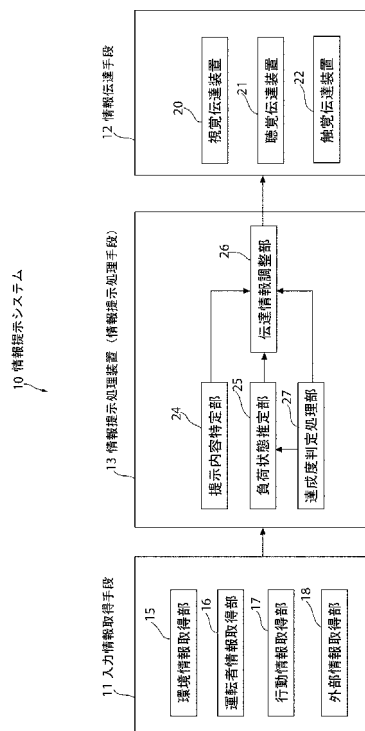 10 情報提示システム
11 入力情報取得手段
15
環境情報取得部
16
運転者情報取得部
17
行動情報取得部
18
外部情報取得部
13 情報提示処理装置(情報提示処理手段)
24
提示内容特定部
25
負荷状態推定部
27
達成度判定処理部
26
伝達情報調整部
12 情報伝達手段
20
視覚伝達装置
21
聴覚伝達装置
22
触覚伝達装置